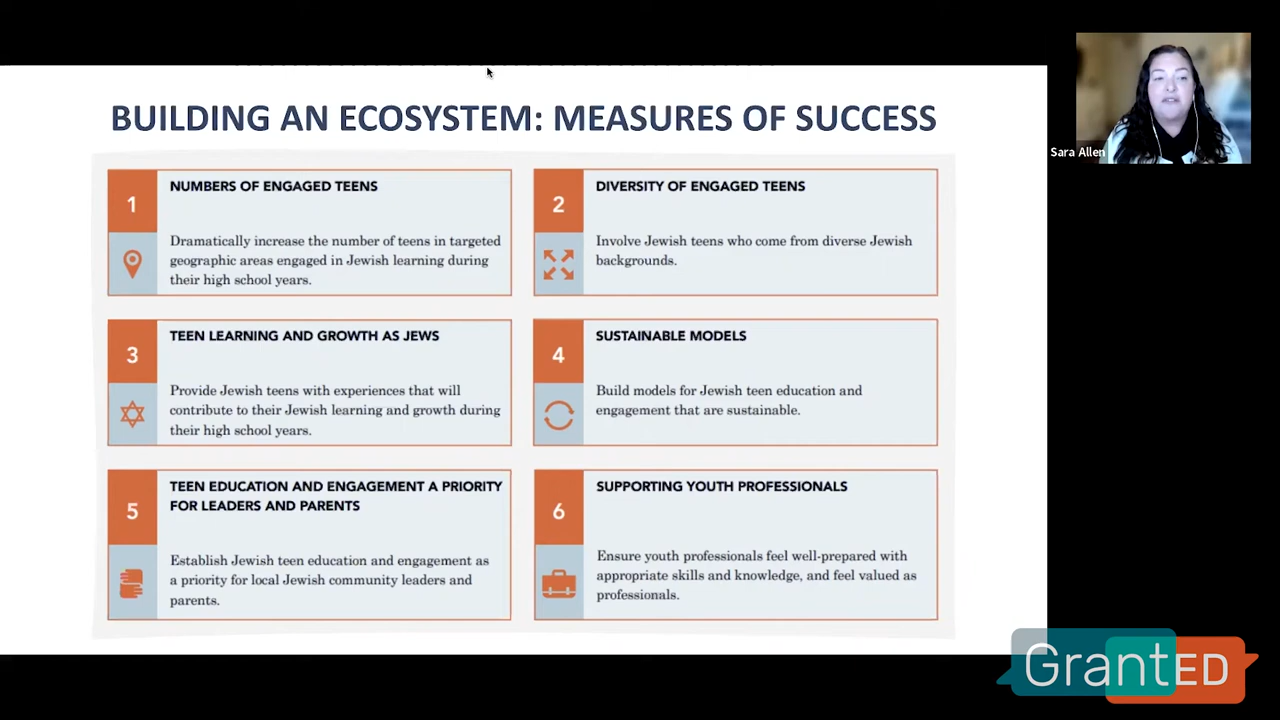 BUILDING AN ECOSYSTEM: MEASURES OF SUCCESS
1
NUMBERS OF ENGAGED TEENS
Dramatically increase the number of teens in targeted
geographic areas engaged in Jewish learning during
their high school years.
2
DIVERSITY OF ENGAGED TEENS
Involve Jewish teens who come from diverse Jewish
backgrounds.
3
TEEN LEARNING AND GROWTH AS JEWS
Provide Jewish teens with experiences that will
contribute to their Jewish learning and growth during
their high school years.
4
SUSTAINABLE MODELS
Build models for Jewish teen education and
engagement that are sustainable.
5
TEEN EDUCATION AND ENGAGEMENT A PRIORITY
FOR LEADERS AND PARENTS
Establish Jewish teen education and engagement as
a priority for local Jewish community leaders and
parents.
6
SUPPORTING YOUTH PROFESSIONALS
Ensure youth professionals feel well-prepared with
appropriate skills and knowledge, and feel valued as
professionals.
Sara Allen
GrantED